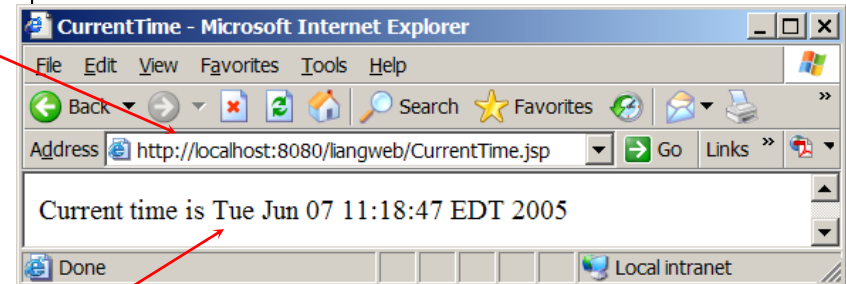 CurrentTime - Microsoft Internet Explorer
File Edit View Favorites Tools Help
Back Search Favorites »
Address http://localhost:8080/liangweb/CurrentTime.jsp Go Links »
Current time is Tue Jun 07 11:18:47 EDT 2005
Done Local intranet